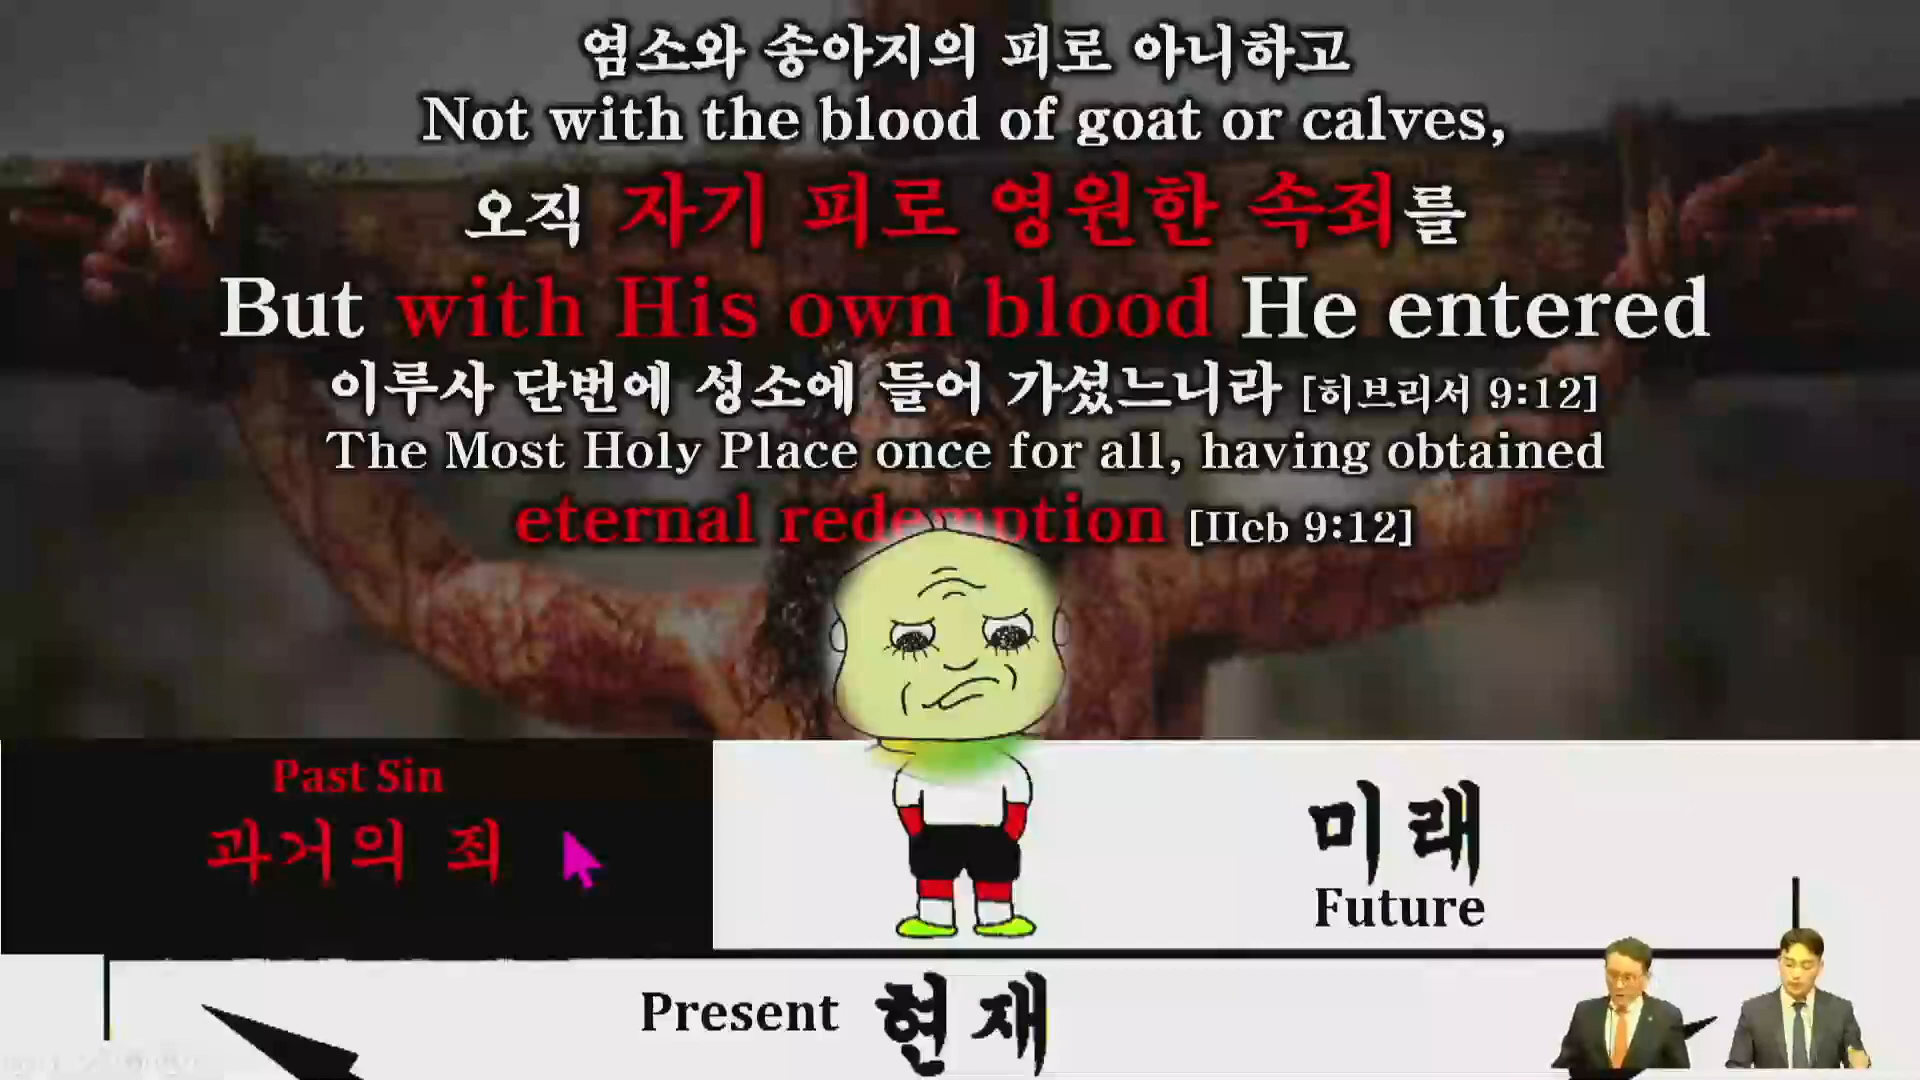 염소와 송아지의 피로 아니하고
Not with the blood of goat or calves,
오직 자기 피로 영원한 속죄를
But with His own blood He entered
이루사 단번에 성소에 들어 가셨느니라 [히브리서 9:12]
The Most Holy Place once for all, having obtained
eternal redemption [Heb 9:12]
Past Sin
과거의 죄
미래
Future
Present 현재